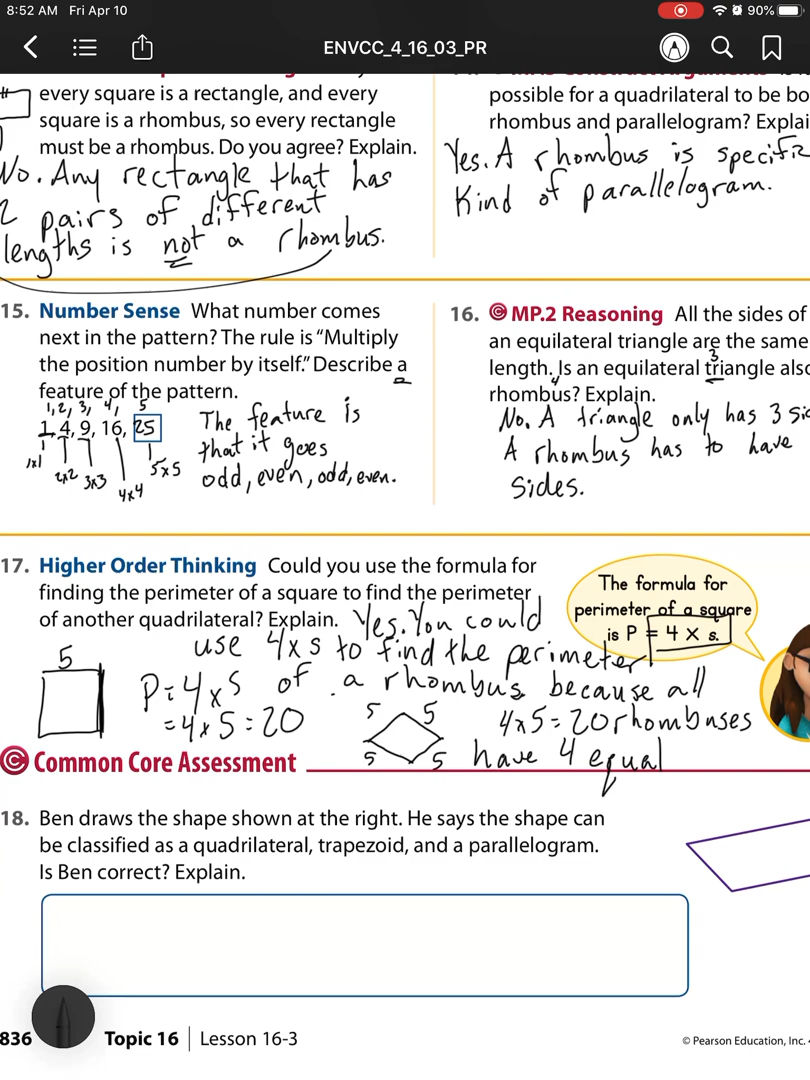 8:52 AM Fri Apr 10
90%
ENVCC_4_16_03_PR
every square is a rectangle, and every
square is a rhombus, so every rectangle
must be a rhombus. Do you agree? Explain.
No. Any rectangle that has
2 pairs of different
lengths is not a rhombus.
possible for a quadrilateral to be bo
rhombus and parallelogram? Explai
Yes. A rhombus is specific
Kind of parallelogram.
15. Number Sense What number comes
next in the pattern? The rule is “Multiply
the position number by itself.” Describe a
feature of the pattern.
1, 2, 3, 4, 5
1, 4, 9, 16, 25
1x1 2x2 3x3 4x4 5x5
The feature is
that it goes
odd, even, odd, even.
16. MP.2 Reasoning All the sides of
an equilateral triangle are the same
3
length. Is an equilateral triangle also
4
rhombus? Explain.
No. A triangle only has 3 sid
A rhombus has to have
sides.
17. Higher Order Thinking Could you use the formula for
finding the perimeter of a square to find the perimeter
of another quadrilateral? Explain. Yes. You could
use 4xs to find the perimeter
of a rhombus because all
rhombuses
have 4 equal
5
P=4xs
=4x5=20
5 5
5 5
4x5=20
The formula for
perimeter of a square
is P = 4 × s.
C Common Core Assessment
18. Ben draws the shape shown at the right. He says the shape can
be classified as a quadrilateral, trapezoid, and a parallelogram.
Is Ben correct? Explain.
836 Topic 16 | Lesson 16-3
© Pearson Education, Inc.